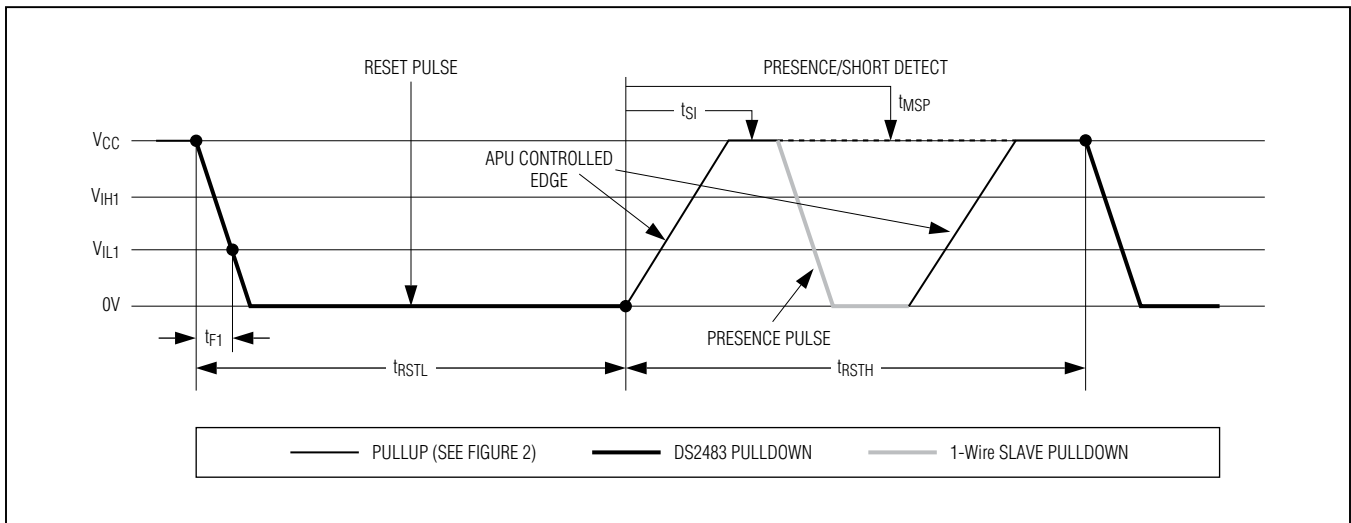 RESET PULSE
PRESENCE/SHORT DETECT
tMSP
tSI
VCC
APU CONTROLLED
EDGE
VIH1
VIL1
0V
tF1
PRESENCE PULSE
tRSTL
tRSTH
PULLUP (SEE FIGURE 2)
DS2483 PULLDOWN
1-Wire SLAVE PULLDOWN